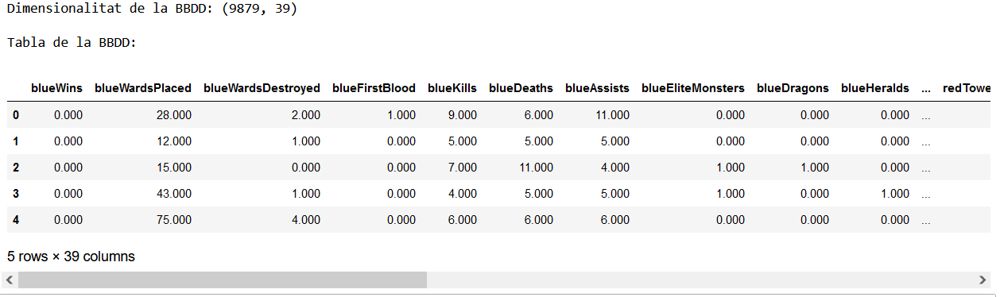 Dimensionalitat de la BBDD: (9879, 39)
Tabla de la BBDD:
blueWins blueWardsPlaced blueWardsDestroyed blueFirstBlood blueKills blueDeaths blueAssists blueEliteMonsters blueDragons blueHeralds ... redTowe
0 0.000 28.000 2.000 1.000 9.000 6.000 11.000 0.000 0.000 0.000 ...
1 0.000 12.000 1.000 0.000 5.000 5.000 5.000 0.000 0.000 0.000 ...
2 0.000 15.000 0.000 0.000 7.000 11.000 4.000 1.000 1.000 0.000 ...
3 0.000 43.000 1.000 0.000 4.000 5.000 5.000 1.000 0.000 1.000 ...
4 0.000 75.000 4.000 0.000 6.000 6.000 6.000 0.000 0.000 0.000 ...
5 rows × 39 columns